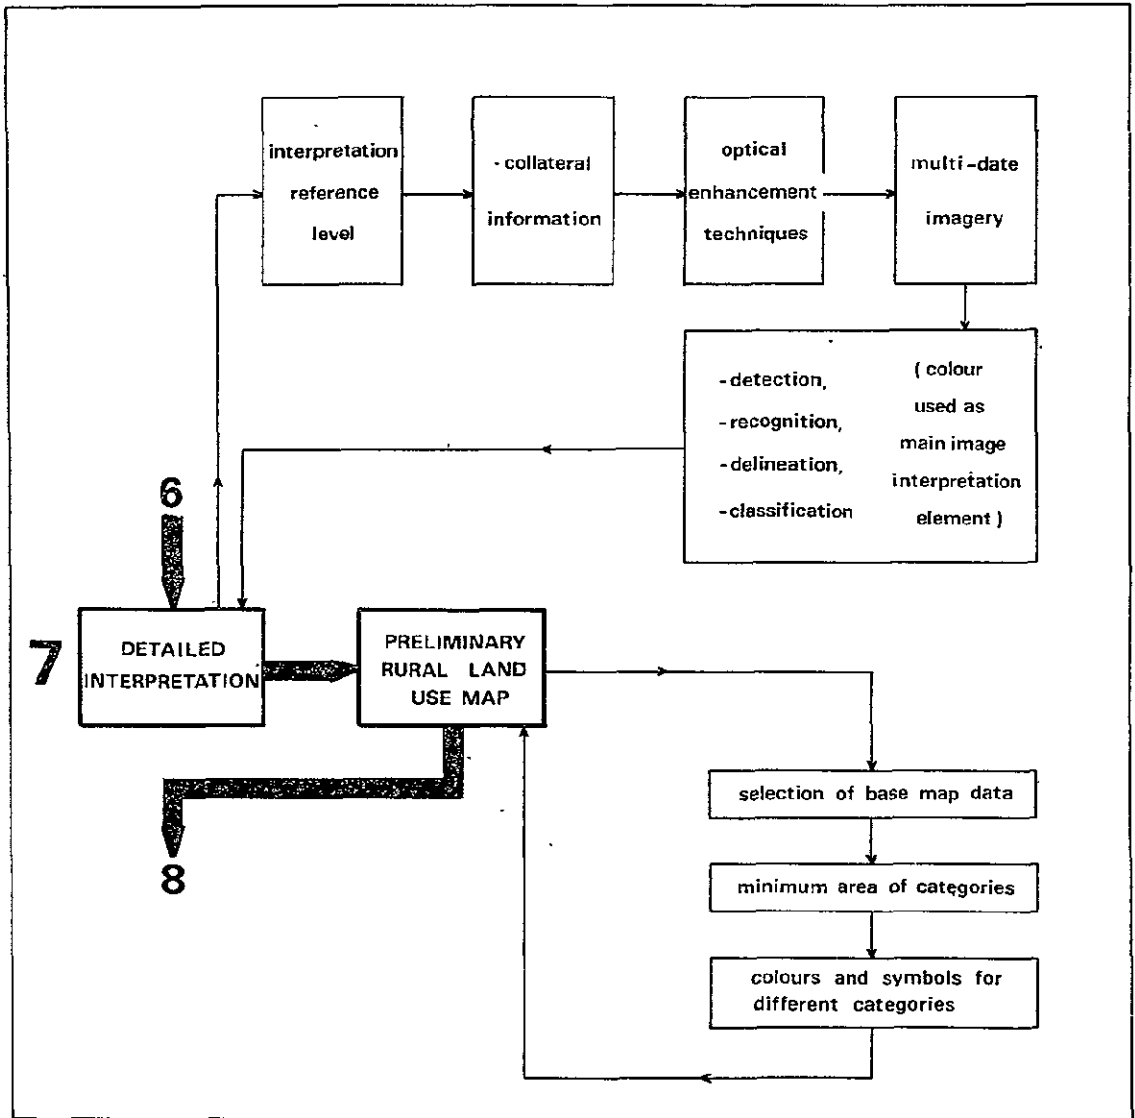 interpretation
reference
level
- collateral
information
optical
enhancement
techniques
multi-date
imagery
- detection,
- recognition,
- delineation,
- classification
( colour
used as
main image
interpretation
element )
6
7
DETAILED
INTERPRETATION
PRELIMINARY
RURAL LAND
USE MAP
8
selection of base map data
minimum area of categories
colours and symbols for
different categories